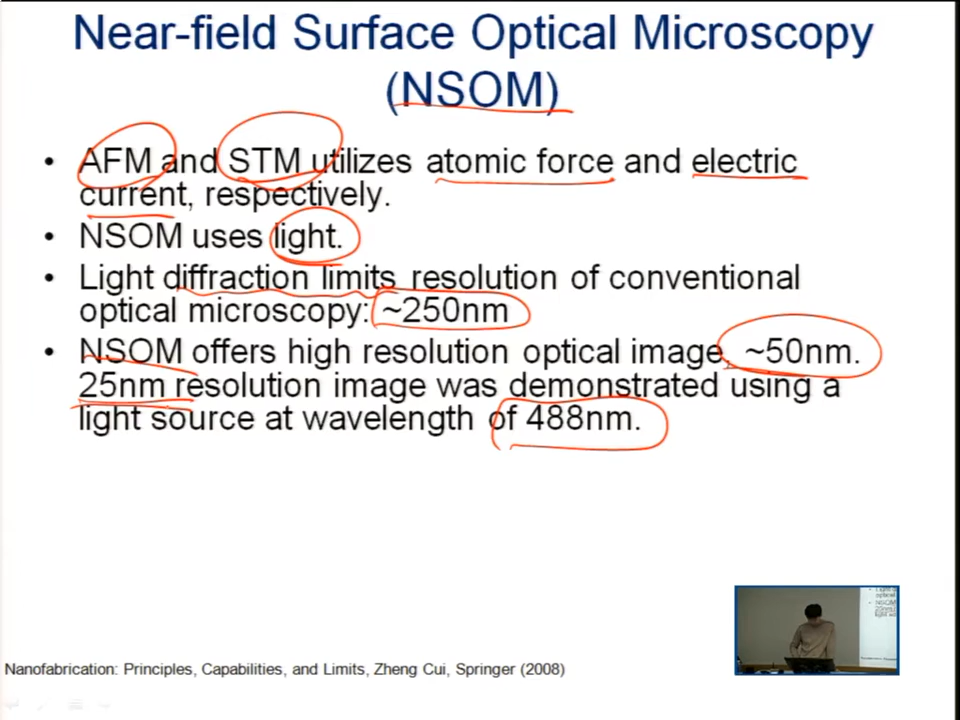 Near-field Surface Optical Microscopy
(NSOM)
• AFM and STM utilizes atomic force and electric
current, respectively.
• NSOM uses light.
• Light diffraction limits resolution of conventional
optical microscopy: ~250nm
• NSOM offers high resolution optical image, ~50nm.
25nm resolution image was demonstrated using a
light source at wavelength of 488nm.
Nanofabrication: Principles, Capabilities, and Limits, Zheng Cui, Springer (2008)